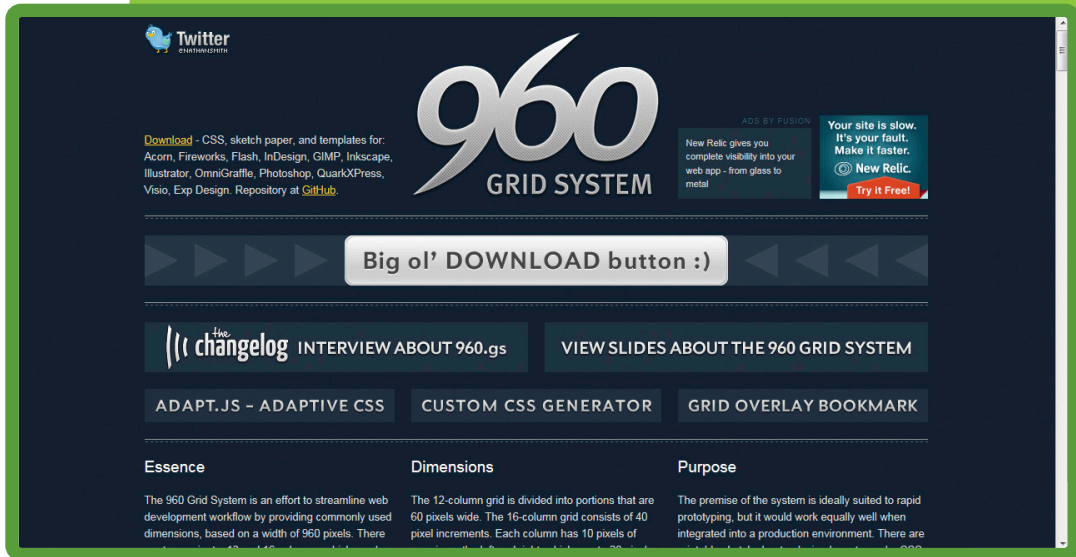 Twitter
@NATHANSMITH
960
GRID SYSTEM
Download - CSS, sketch paper, and templates for:
Acorn, Fireworks, Flash, InDesign, GIMP, Inkscape,
Illustrator, OmniGraffle, Photoshop, QuarkXPress,
Visio, Exp Design. Repository at GitHub.
ADS BY FUSION
New Relic gives you
complete visibility into your
web app - from glass to
metal
Your site is slow.
It's your fault.
Make it faster.
New Relic.
Try it Free!
Big ol’ DOWNLOAD button :)
the
changelog INTERVIEW ABOUT 960.gs
VIEW SLIDES ABOUT THE 960 GRID SYSTEM
ADAPT.JS – ADAPTIVE CSS
CUSTOM CSS GENERATOR
GRID OVERLAY BOOKMARK
Essence
The 960 Grid System is an effort to streamline web
development workflow by providing commonly used
dimensions, based on a width of 960 pixels. There
Dimensions
The 12-column grid is divided into portions that are
60 pixels wide. The 16-column grid consists of 40
pixel increments. Each column has 10 pixels of
Purpose
The premise of the system is ideally suited to rapid
prototyping, but it would work equally well when
integrated into a production environment. There are